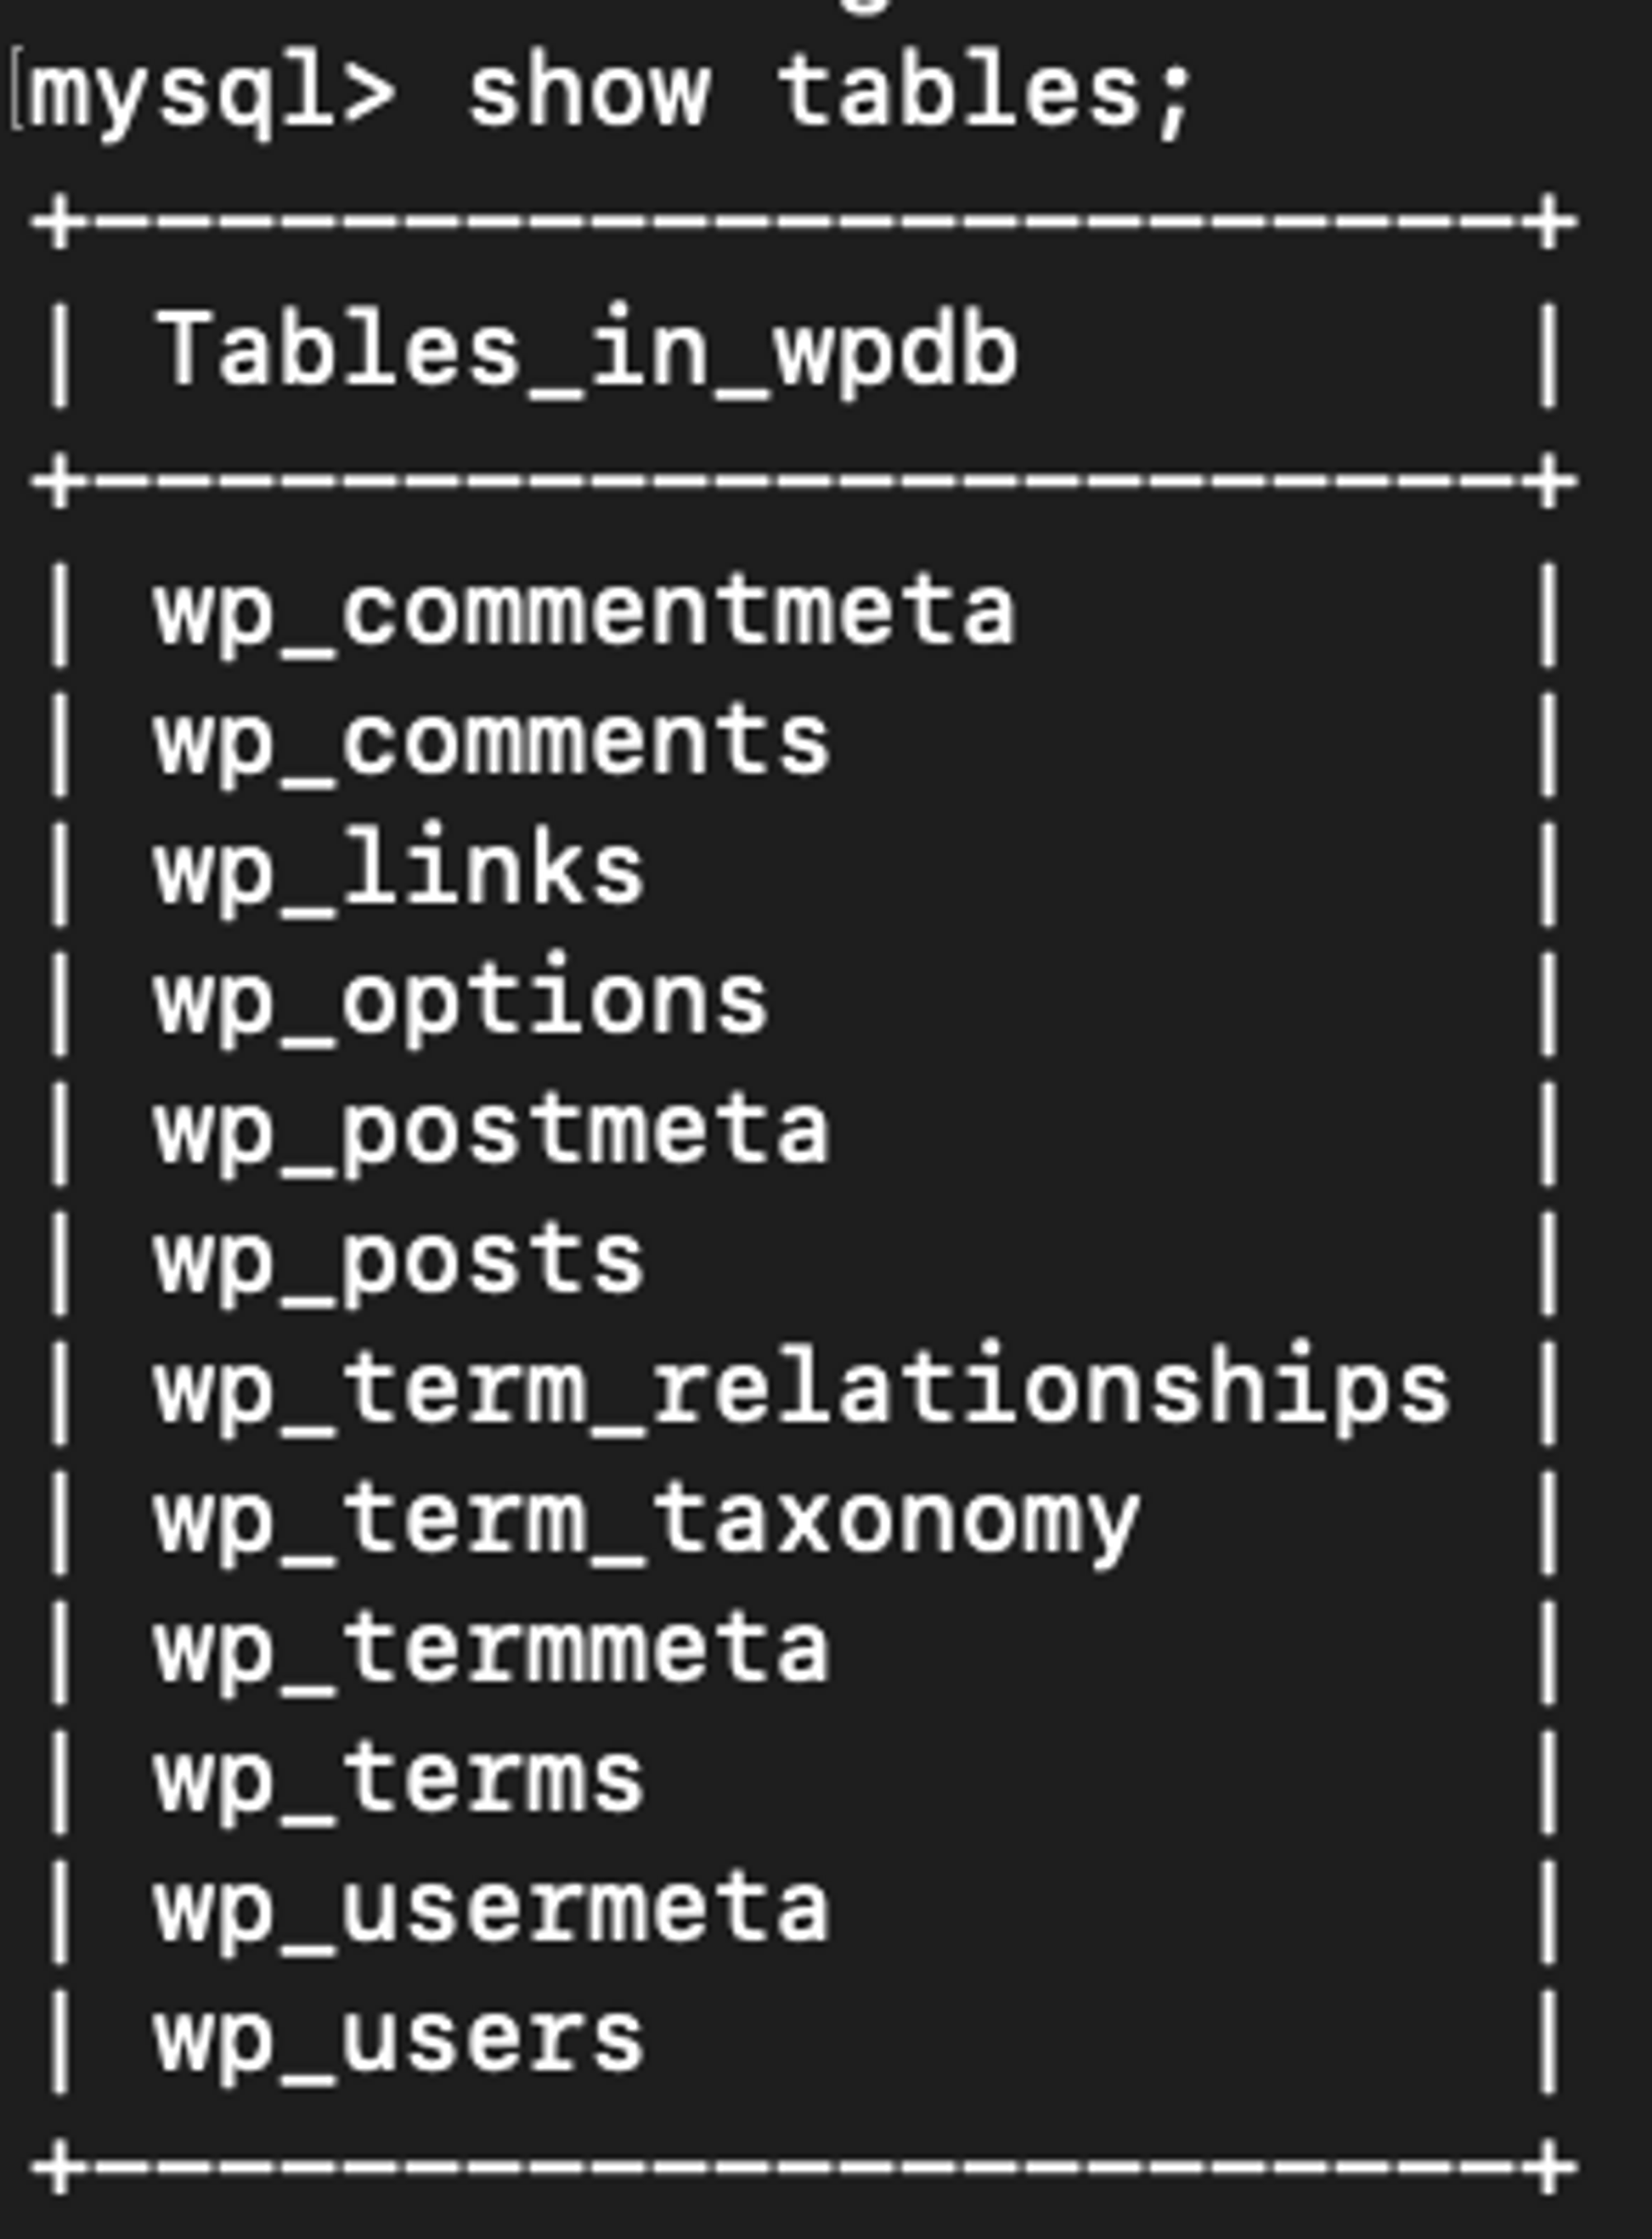 mysql> show tables;
+-----------------------+
| Tables_in_wpdb        |
+-----------------------+
| wp_commentmeta        |
| wp_comments           |
| wp_links              |
| wp_options            |
| wp_postmeta           |
| wp_posts              |
| wp_term_relationships |
| wp_term_taxonomy      |
| wp_termmeta           |
| wp_terms              |
| wp_usermeta           |
| wp_users              |
+-----------------------+